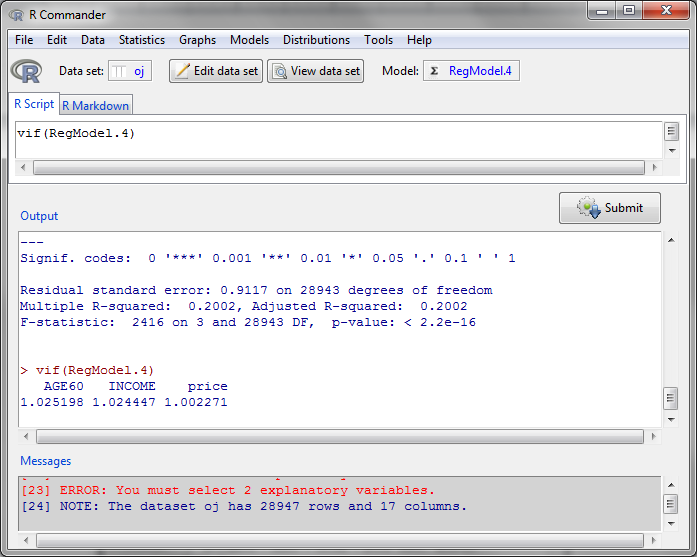 R Commander
File Edit Data Statistics Graphs Models Distributions Tools Help
R Data set: oj Edit data set View data set Model: Σ RegModel.4
R Script R Markdown
vif(RegModel.4)
Submit
Output
---
Signif. codes:  0 '***' 0.001 '**' 0.01 '*' 0.05 '.' 0.1 ' ' 1
Residual standard error: 0.9117 on 28943 degrees of freedom
Multiple R-squared:  0.2002, Adjusted R-squared:  0.2002
F-statistic:  2416 on 3 and 28943 DF,  p-value: < 2.2e-16
> vif(RegModel.4)
   AGE60   INCOME    price
1.025198 1.024447 1.002271
Messages
[23] ERROR: You must select 2 explanatory variables.
[24] NOTE: The dataset oj has 28947 rows and 17 columns.